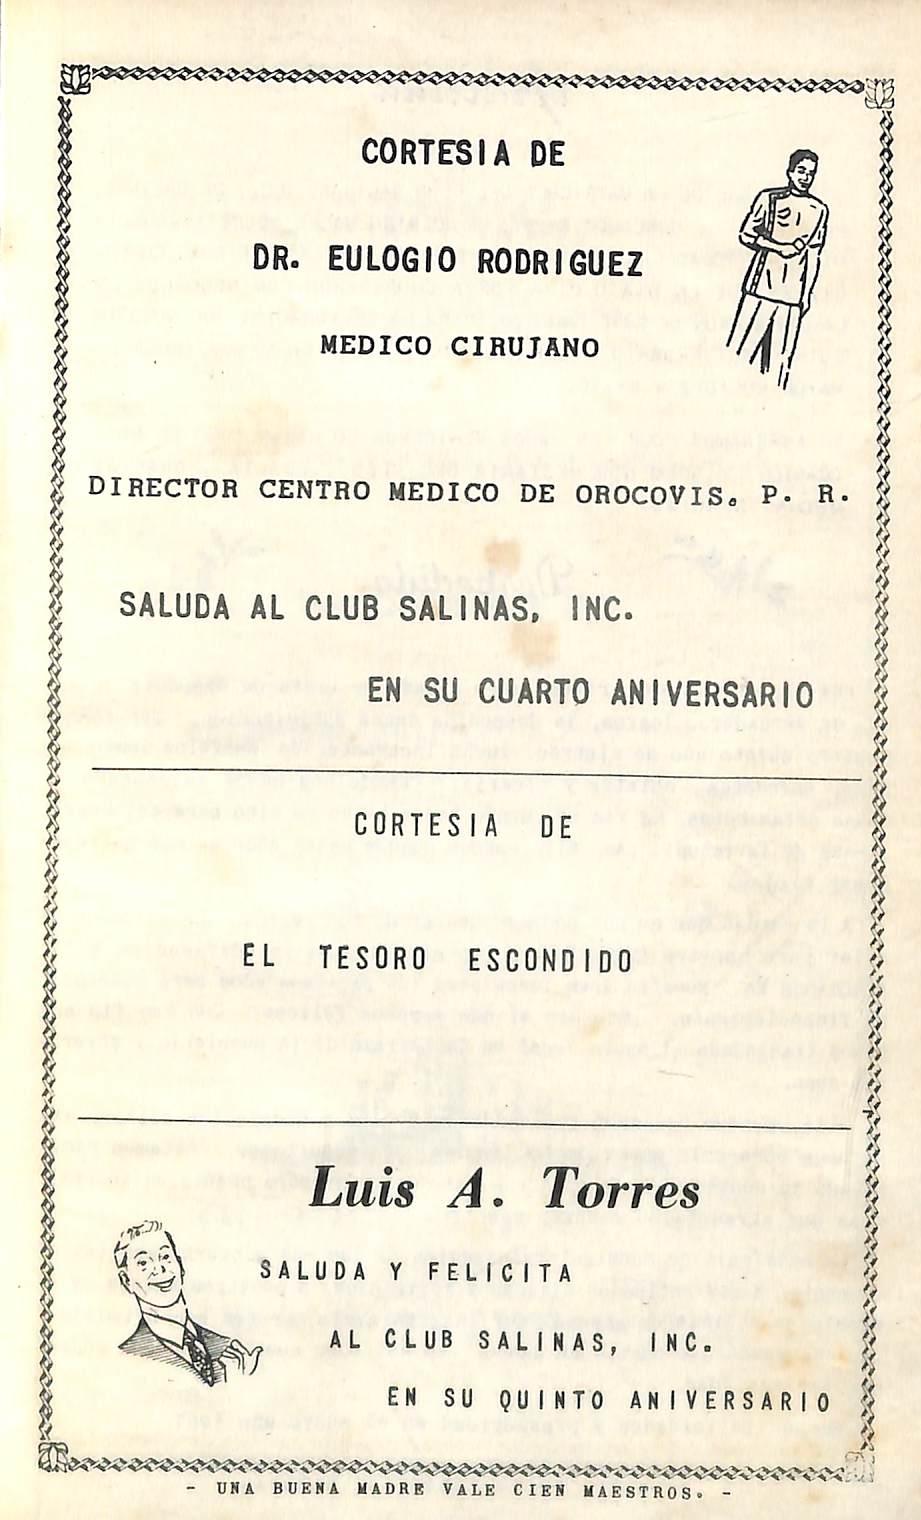 CORTESIA DE
DR. EULOGIO RODRIGUEZ
MEDICO CIRUJANO
DIRECTOR CENTRO MEDICO DE OROCOVIS. P. R.
SALUDA AL CLUB SALINAS, INC.
EN SU CUARTO ANIVERSARIO
CORTESIA DE
EL TESORO ESCONDIDO
Luis A. Torres
SALUDA Y FELICITA
AL CLUB SALINAS, INC.
EN SU QUINTO ANIVERSARIO
- UNA BUENA MADRE VALE CIEN MAESTROS. -